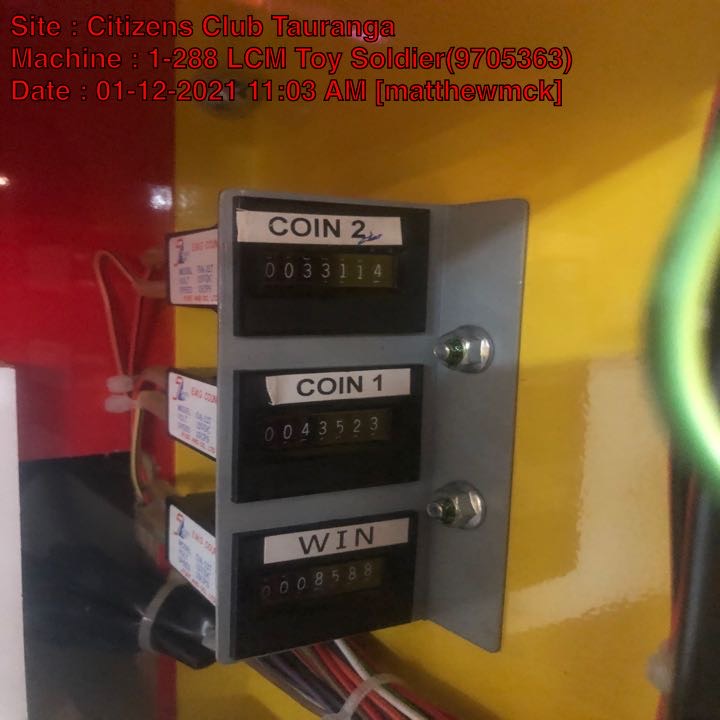 Site : Citizens Club Tauranga
Machine : 1-288 LCM Toy Soldier(9705363)
Date : 01-12-2021 11:03 AM [matthewmck]
COIN 2
0033114
COIN 1
0043523
WIN
0008588